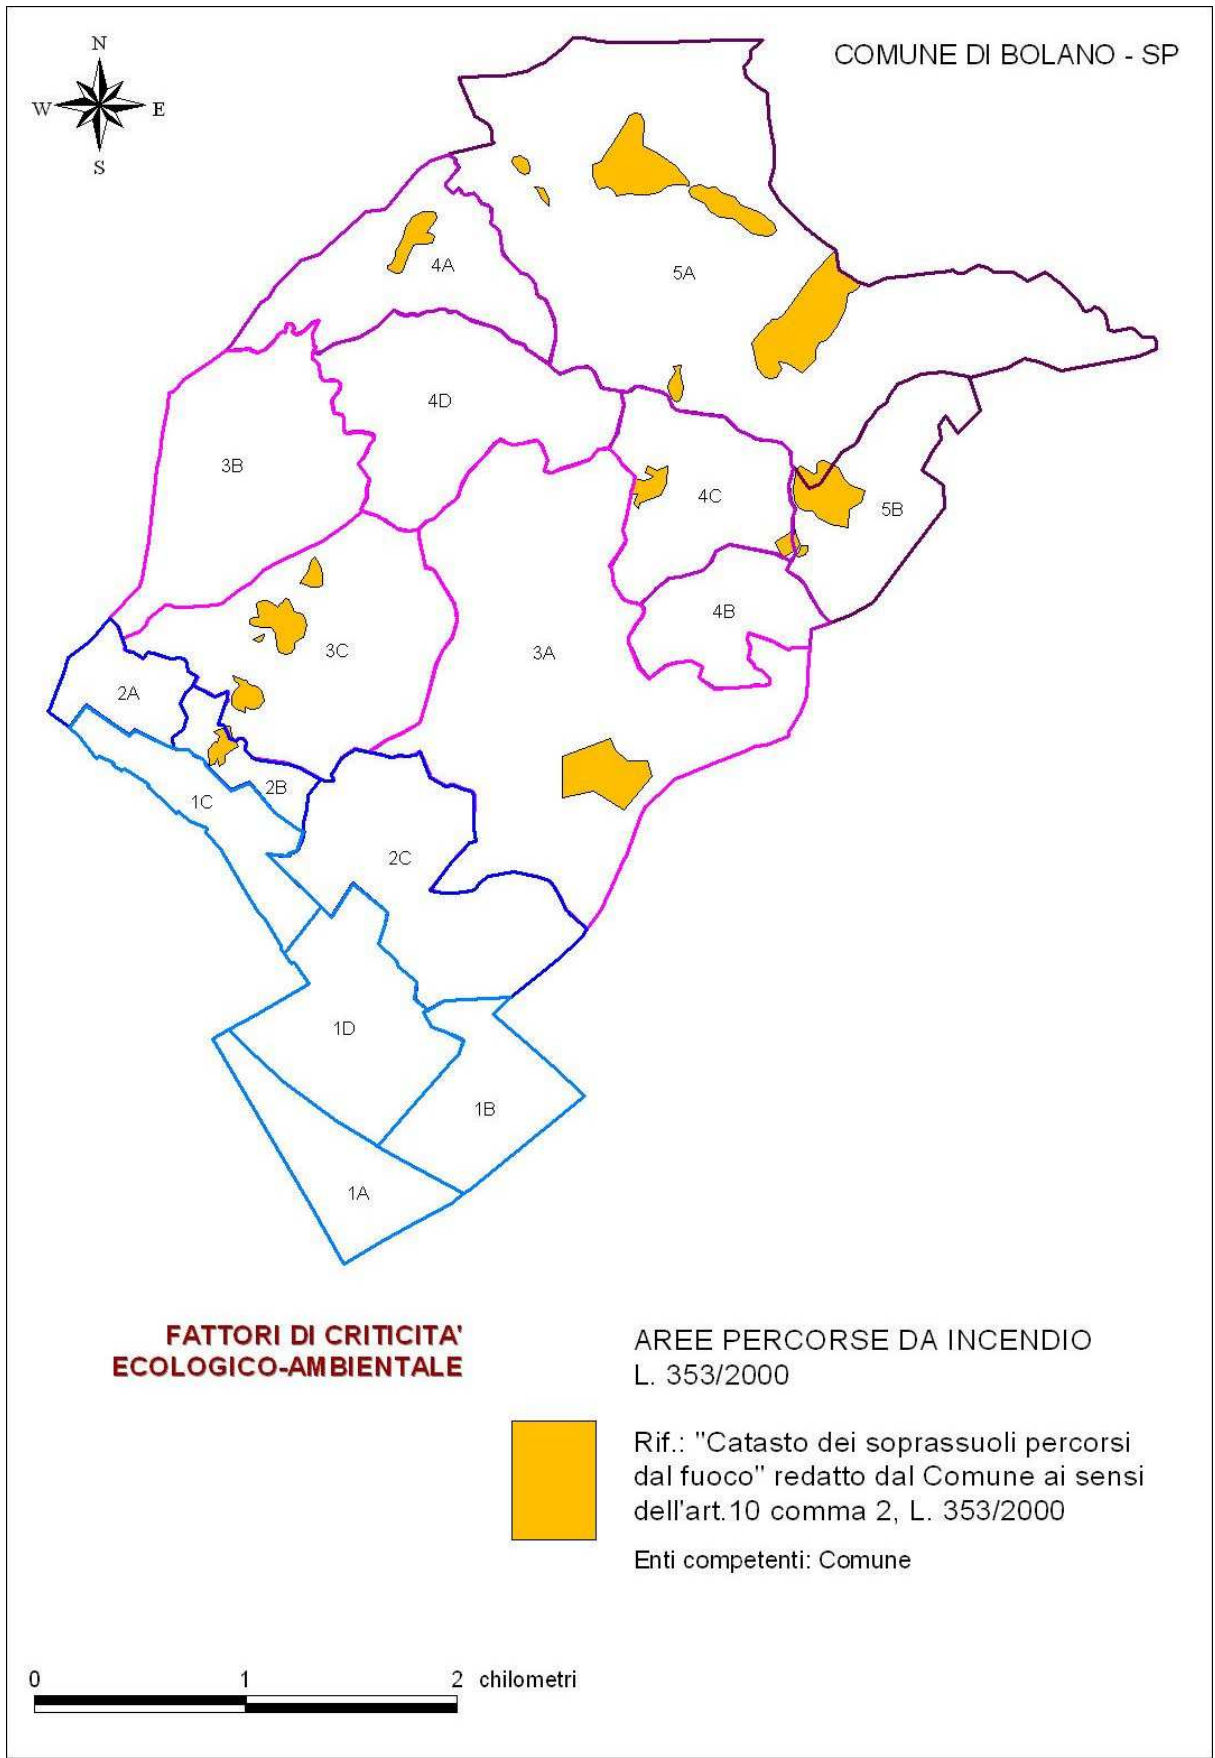 COMUNE DI BOLANO - SP
N
W E
S
4A
5A
4D
3B
4C
5B
4B
3C
3A
2A
2B
1C
2C
1D
1B
1A
FATTORI DI CRITICITA'
ECOLOGICO-AMBIENTALE
AREE PERCORSE DA INCENDIO
L. 353/2000
Rif.: "Catasto dei soprassuoli percorsi
dal fuoco" redatto dal Comune ai sensi
dell'art.10 comma 2, L. 353/2000
Enti competenti: Comune
0 1 2 chilometri